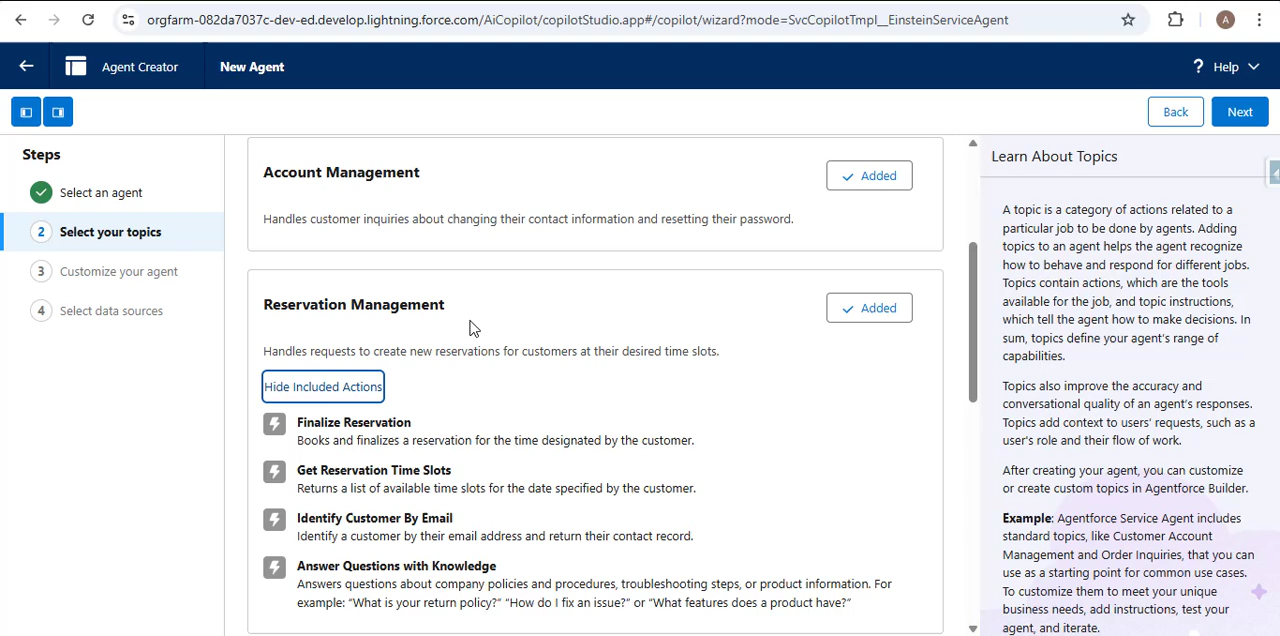 orgfarm-082da7037c-dev-ed.develop.lightning.force.com/AiCopilot/copilotStudio.app#/copilot/wizard?mode=SvcCopilotTmpl__EinsteinServiceAgent
A
Agent Creator
New Agent
? Help
Back
Next
Steps
Select an agent
2 Select your topics
3 Customize your agent
4 Select data sources
Account Management
Added
Handles customer inquiries about changing their contact information and resetting their password.
Reservation Management
Added
Handles requests to create new reservations for customers at their desired time slots.
Hide Included Actions
Finalize Reservation
Books and finalizes a reservation for the time designated by the customer.
Get Reservation Time Slots
Returns a list of available time slots for the date specified by the customer.
Identify Customer By Email
Identify a customer by their email address and return their contact record.
Answer Questions with Knowledge
Answers questions about company policies and procedures, troubleshooting steps, or product information. For
example: “What is your return policy?” “How do I fix an issue?” or “What features does a product have?”
Learn About Topics
A topic is a category of actions related to a
particular job to be done by agents. Adding
topics to an agent helps the agent recognize
how to behave and respond for different jobs.
Topics contain actions, which are the tools
available for the job, and topic instructions,
which tell the agent how to make decisions. In
sum, topics define your agent's range of
capabilities.
Topics also improve the accuracy and
conversational quality of an agent's responses.
Topics add context to users' requests, such as a
user's role and their flow of work.
After creating your agent, you can customize
or create custom topics in Agentforce Builder.
Example: Agentforce Service Agent includes
standard topics, like Customer Account
Management and Order Inquiries, that you can
use as a starting point for common use cases.
To customize them to meet your unique
business needs, add instructions, test your
agent, and iterate.